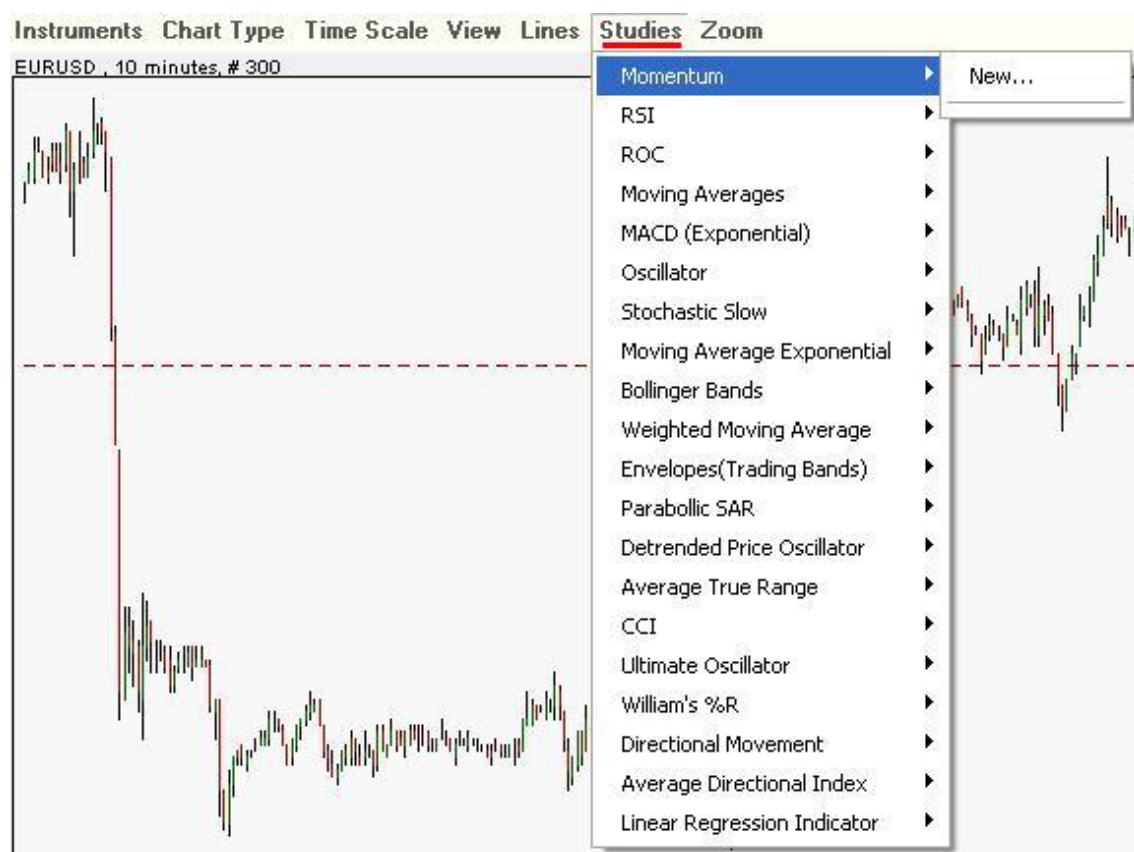 Instruments Chart Type Time Scale View Lines Studies Zoom
EURUSD , 10 minutes, # 300
Momentum
New...
RSI
ROC
Moving Averages
MACD (Exponential)
Oscillator
Stochastic Slow
Moving Average Exponential
Bollinger Bands
Weighted Moving Average
Envelopes(Trading Bands)
Parabollic SAR
Detrended Price Oscillator
Average True Range
CCI
Ultimate Oscillator
William's %R
Directional Movement
Average Directional Index
Linear Regression Indicator